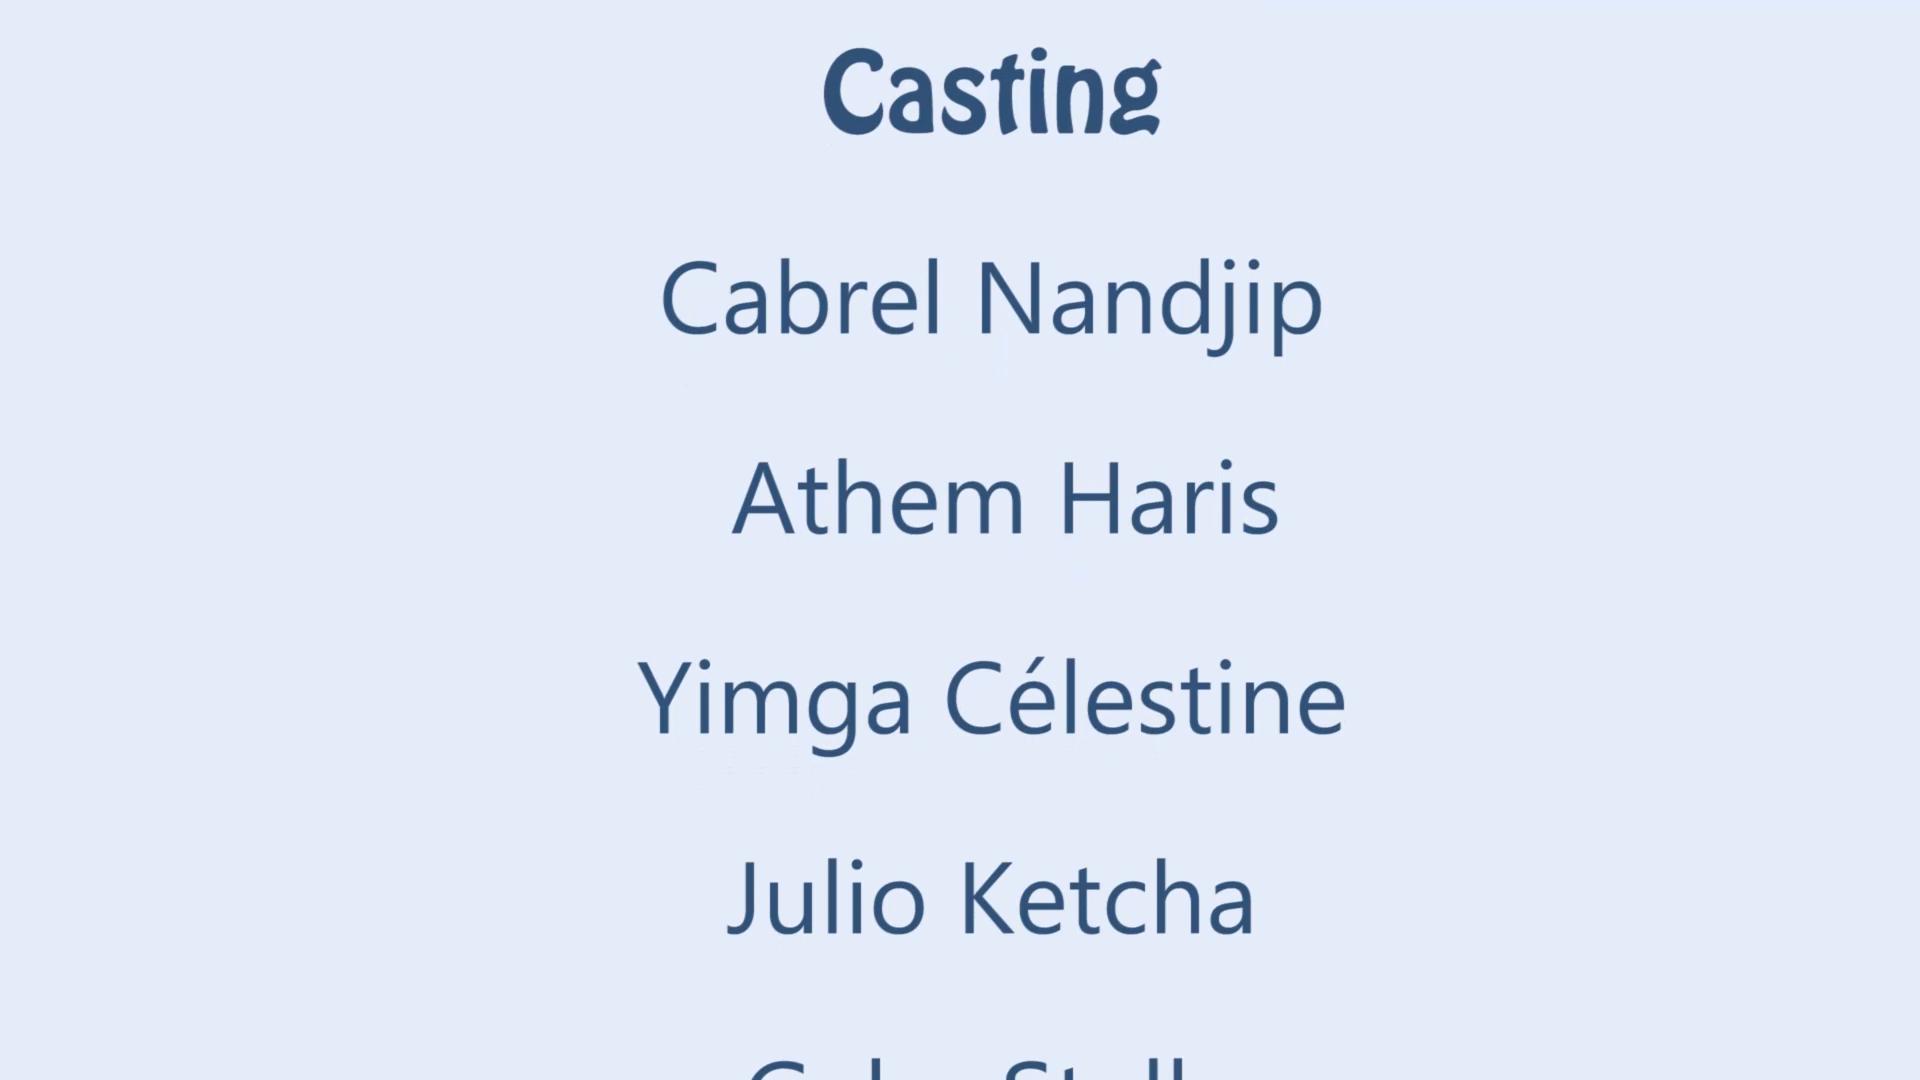 Casting
Cabrel Nandjip
Athem Haris
Yimga Célestine
Julio Ketcha